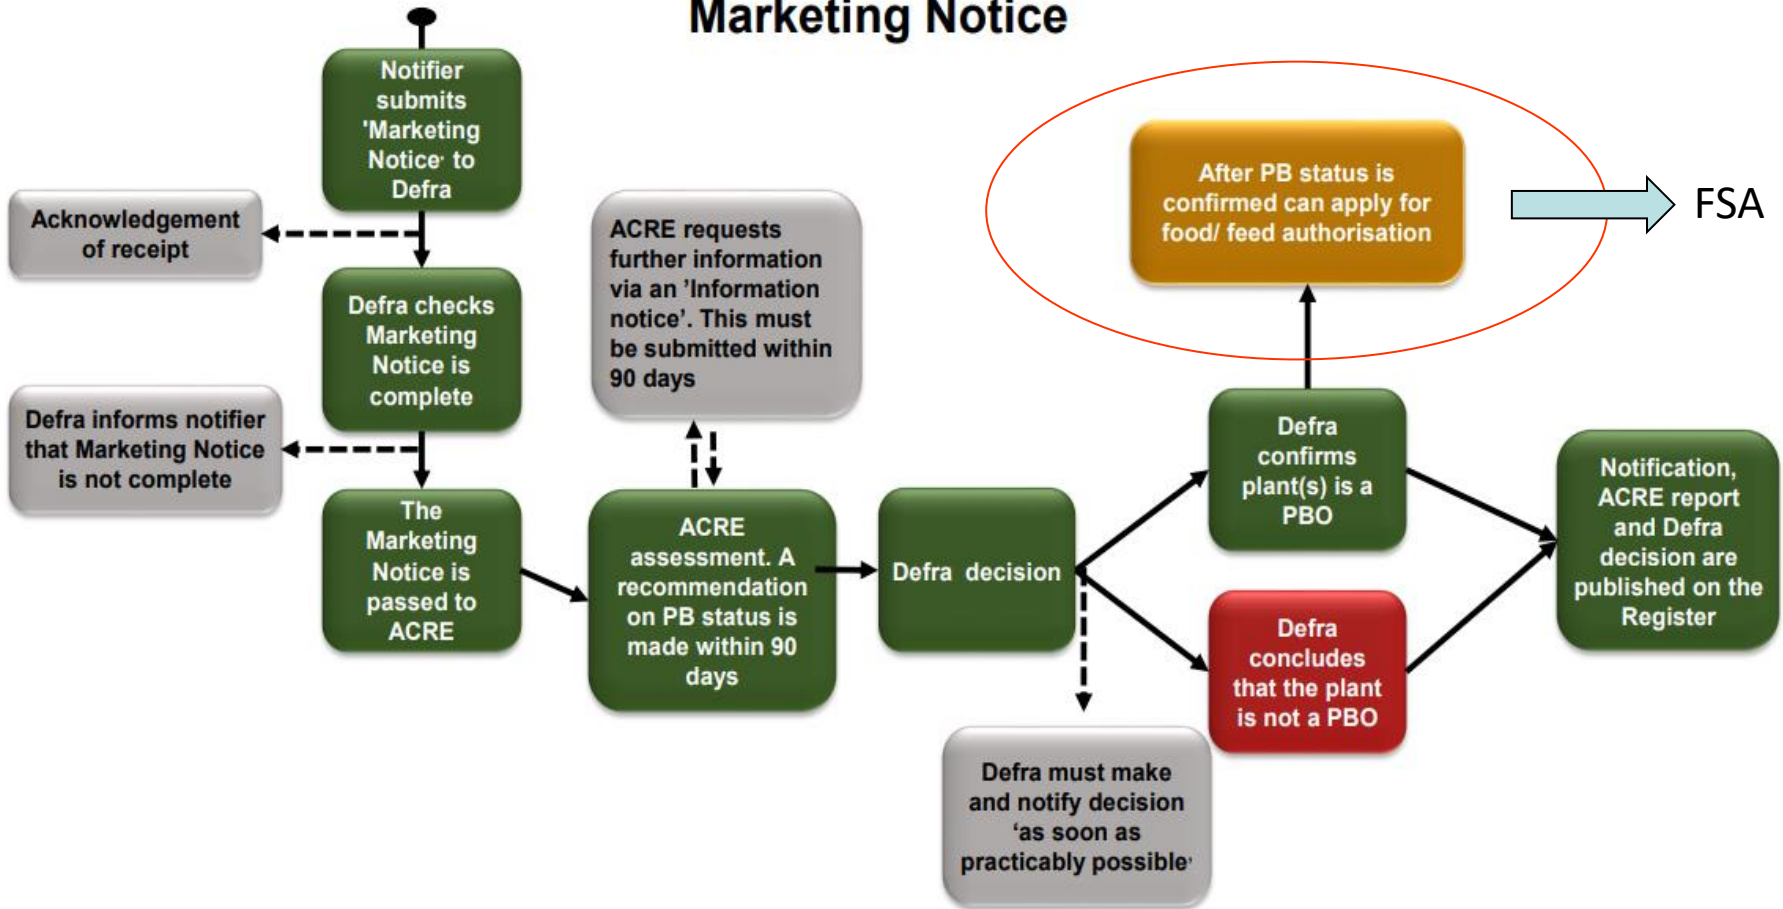 Marketing Notice
Notifier
submits
'Marketing
Notice' to
Defra
Acknowledgement
of receipt
Defra checks
Marketing
Notice is
complete
Defra informs notifier
that Marketing Notice
is not complete
The
Marketing
Notice is
passed to
ACRE
ACRE requests
further information
via an ’Information
notice’. This must
be submitted within
90 days
ACRE
assessment. A
recommendation
on PB status is
made within 90
days
Defra decision
Defra must make
and notify decision
‘as soon as
practicably possible’
Defra
confirms
plant(s) is a
PBO
Defra
concludes
that the plant
is not a PBO
After PB status is
confirmed can apply for
food/ feed authorisation
FSA
Notification,
ACRE report
and Defra
decision are
published on the
Register